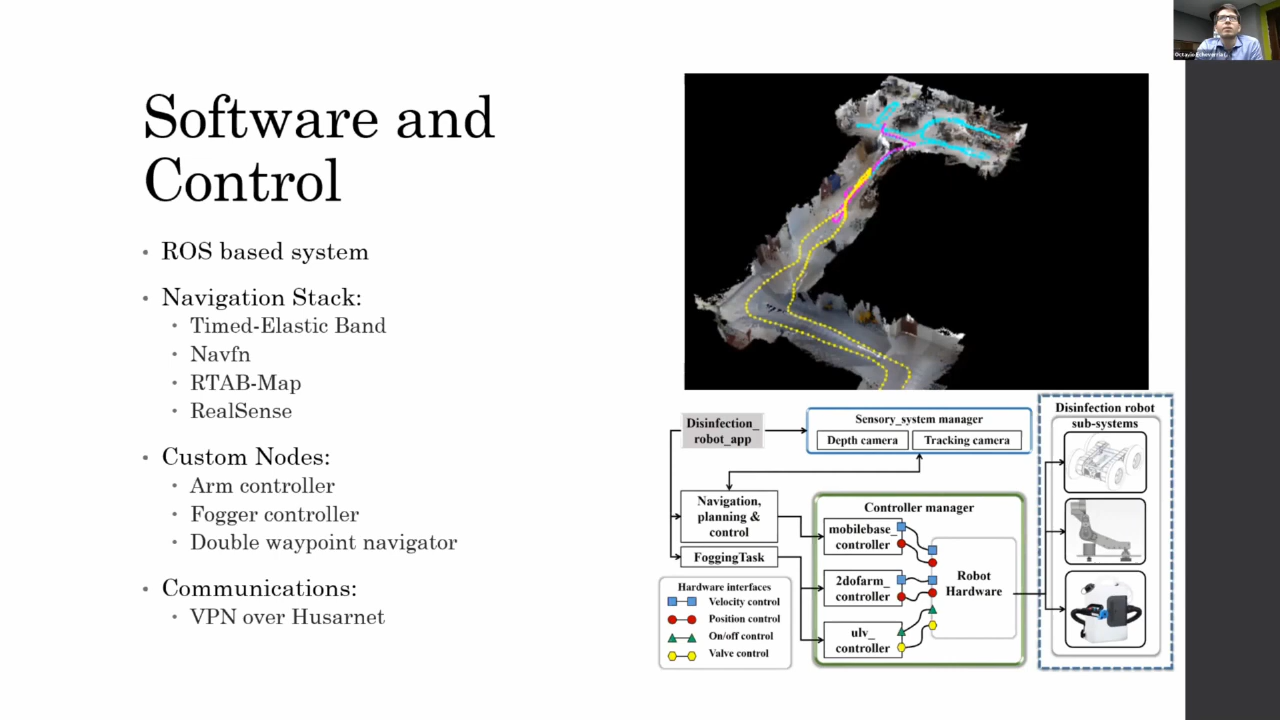 Software and
Control
• ROS based system
• Navigation Stack:
• Timed-Elastic Band
• Navfn
• RTAB-Map
• RealSense
• Custom Nodes:
• Arm controller
• Fogger controller
• Double waypoint navigator
• Communications:
• VPN over Husarnet
Disinfection_
robot_app
Sensory_system manager
Depth camera
Tracking camera
Navigation,
planning &
control
FoggingTask
Controller manager
mobilebase_
controller
2dofarm_
controller
ulv_
controller
Robot
Hardware
Hardware interfaces
Velocity control
Position control
On/off control
Valve control
Disinfection robot
sub-systems